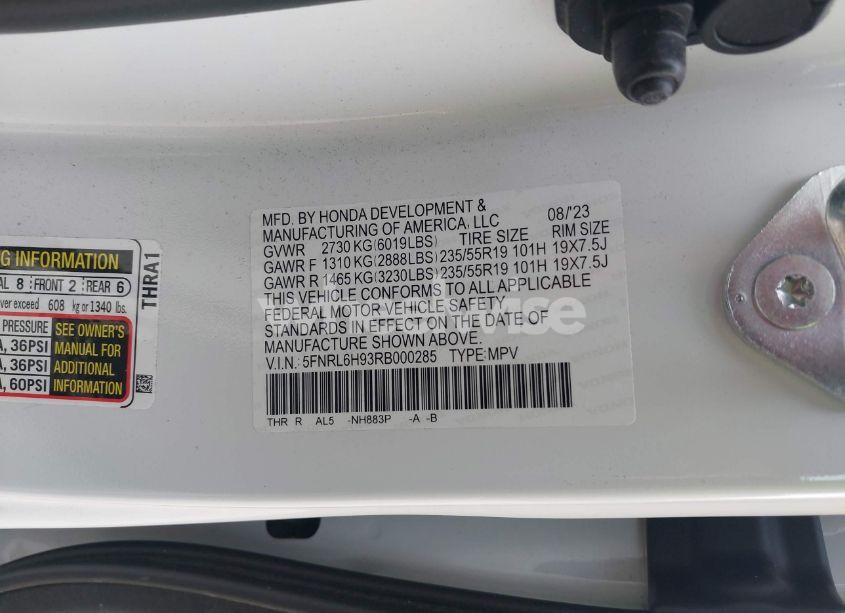 MFD. BY HONDA DEVELOPMENT &
MANUFACTURING OF AMERICA, LLC 08/'23
GVWR 2730 KG (6019LBS) TIRE SIZE RIM SIZE
GAWR F 1310 KG (2888LBS) 235/55R19 101H 19X7.5J
GAWR R 1465 KG (3230LBS) 235/55R19 101H 19X7.5J
THIS VEHICLE CONFORMS TO ALL APPLICABLE
FEDERAL MOTOR VEHICLE SAFETY
STANDARDS IN EFFECT ON THE DATE OF
MANUFACTURE SHOWN ABOVE.
V.I.N.: 5FNRL6H93RB000285 TYPE: MPV
THR R AL5 -NH883P -A -B
G INFORMATION
AL 8 FRONT 2 REAR 6
ver exceed 608 kg or 1340 lbs.
PRESSURE SEE OWNER'S
A, 36PSI MANUAL FOR
A, 36PSI ADDITIONAL
A, 60PSI INFORMATION
THRA1